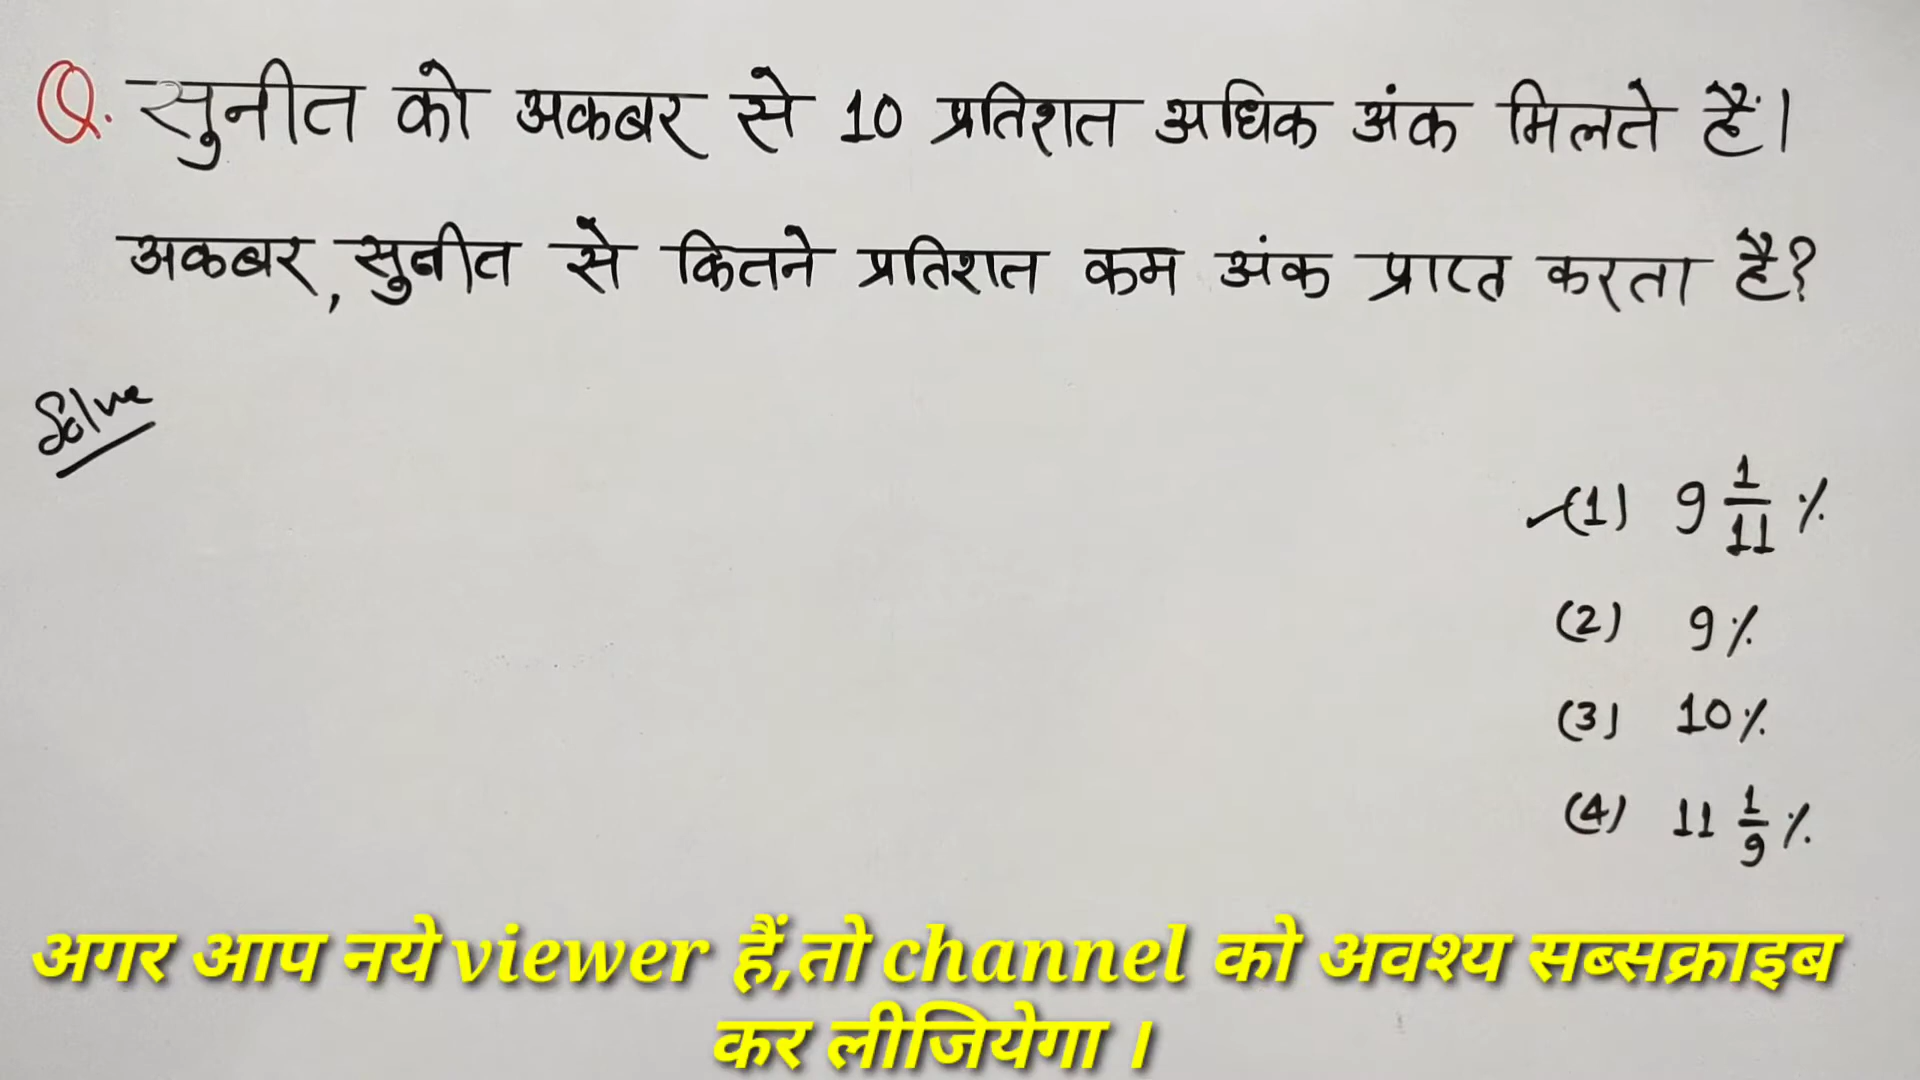 Q. सुनीत को अकबर से 10 प्रतिशत अधिक अंक मिलते हैं।
अकबर, सुनीत से कितने प्रतिशत कम अंक प्राप्त करता है?
Solve
(1) 9 1/11 %
(2) 9%
(3) 10%
(4) 11 1/9 %
अगर आप नये viewer हैं,तो channel को अवश्य सब्सक्राइब
कर लीजियेगा ।